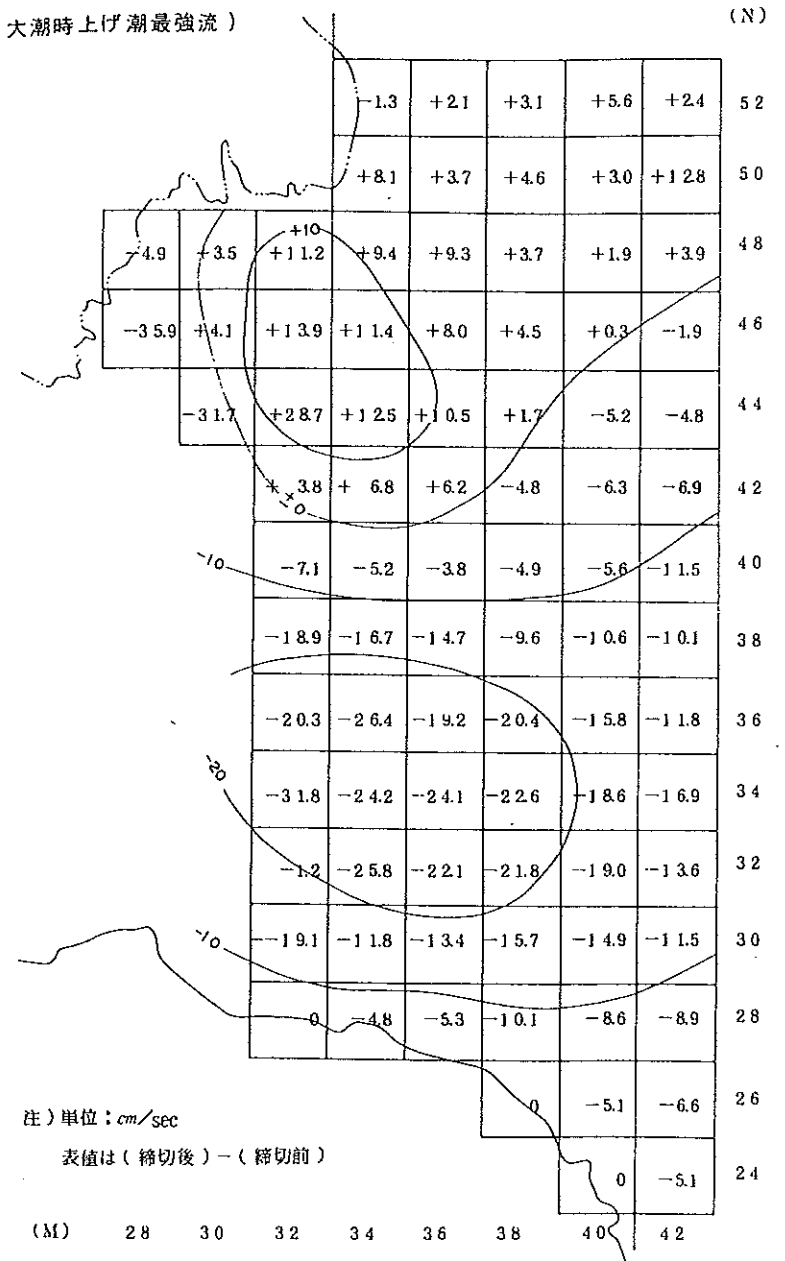 大潮時上げ潮最強流)
(N)
-1.3 +2.1 +3.1 +5.6 +2.4 52
+8.1 +3.7 +4.6 +3.0 +12.8 50
+10
-4.9 +3.5 +11.2 +9.4 +9.3 +3.7 +1.9 +3.9 48
-35.9 +4.1 +13.9 +11.4 +8.0 +4.5 +0.3 -1.9 46
-31.7 +28.7 +12.5 +10.5 +1.7 -5.2 -4.8 44
+3.8 +6.8 +6.2 -4.8 -6.3 -6.9 42
±0
-10
-7.1 -5.2 -3.8 -4.9 -5.6 -11.5 40
-18.9 -16.7 -14.7 -9.6 -10.6 -10.1 38
-20.3 -26.4 -19.2 -20.4 -15.8 -11.8 36
-20
-31.8 -24.2 -24.1 -22.6 -18.6 -16.9 34
-1.2 -25.8 -22.1 -21.8 -19.0 -13.6 32
-10
-19.1 -11.8 -13.4 -15.7 -14.9 -11.5 30
0 -4.8 -5.3 -10.1 -8.6 -8.9 28
0 -5.1 -6.6 26
注)単位:cm/sec
表値は(締切後)-(締切前)
0 -5.1 24
(M) 28 30 32 34 36 38 40 42